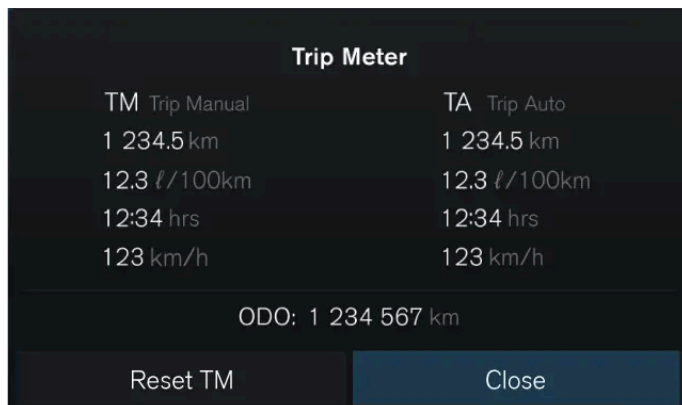 Trip Meter
TM Trip Manual TA Trip Auto
1 234.5 km 1 234.5 km
12.3 ℓ/100km 12.3 ℓ/100km
12:34 hrs 12:34 hrs
123 km/h 123 km/h
ODO: 1 234 567 km
Reset TM Close